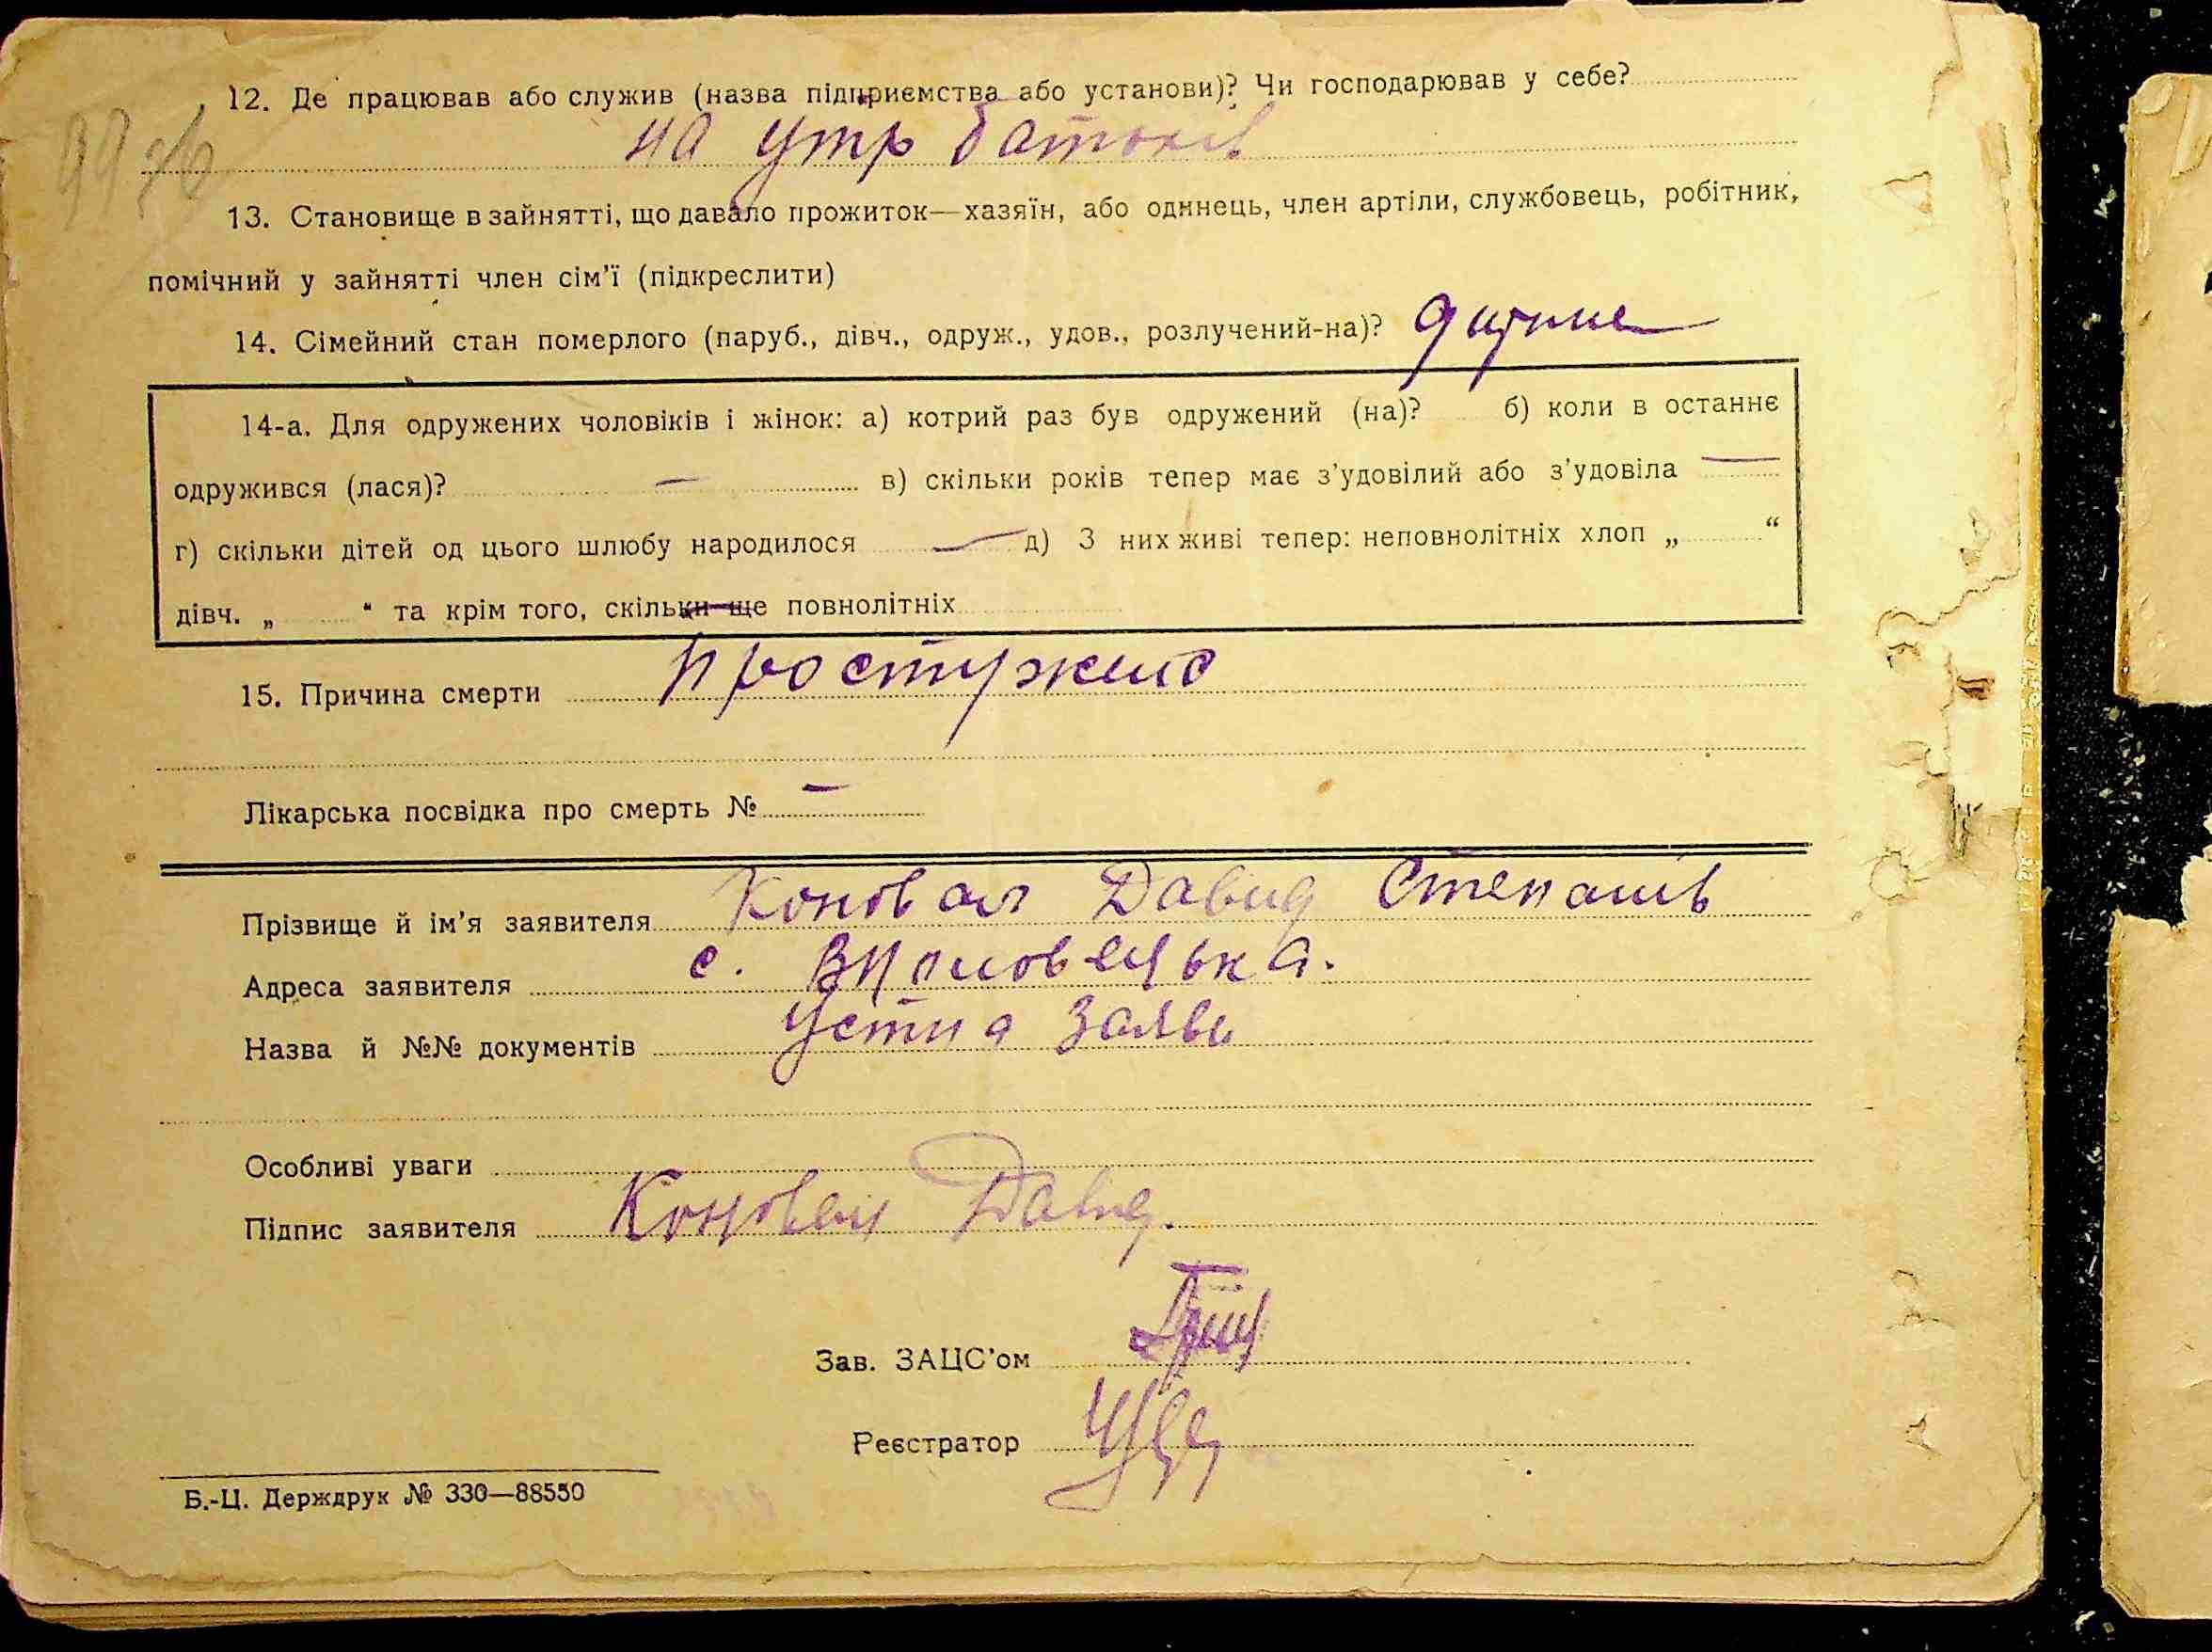 12. Де працював або служив (назва підприємства або установи)? Чи господарював у себе?
на утр батьків
13. Становище в зайнятті, що давало прожиток—хазяїн, або одинець, член артіли, службовець, робітник,
помічний у зайнятті член сім’ї (підкреслити)
14. Сімейний стан померлого (паруб., дівч., одруж., удов., розлучений-на)? дитина
14-а. Для одружених чоловіків і жінок: а) котрий раз був одружений (на)? б) коли в останнє
одружився (лася)? — в) скільки років тепер має з’удовілий або з’удовіла —
г) скільки дітей од цього шлюбу народилося — д) З них живі тепер: неповнолітніх хлоп „ “
дівч. „ “ та крім того, скільки ще повнолітніх
15. Причина смерти простужено
Лікарська посвідка про смерть № —
Прізвище й ім’я заявителя Коновал Давид Степанів
Адреса заявителя с.
Назва й №№ документів Устна заява
Особливі уваги
Підпис заявителя Коновал Давид.
Зав. ЗАЦС’ом
Реєстратор
Б.-Ц. Держдрук № 330—88550